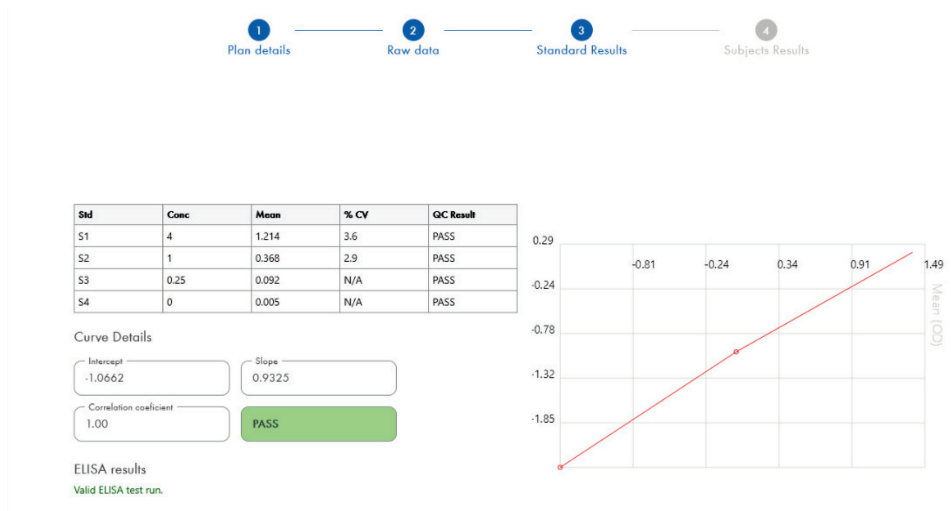 1 2 3 4
Plan details Raw data Standard Results Subjects Results
Std Conc Mean % CV QC Result
S1 4 1.214 3.6 PASS
S2 1 0.368 2.9 PASS
S3 0.25 0.092 N/A PASS
S4 0 0.005 N/A PASS
Curve Details
Intercept Slope
-1.0662 0.9325
Correlation coeficient
1.00 PASS
ELISA results
Valid ELISA test run.
0.29
-0.81 -0.24 0.34 0.91 1.49
-0.24
-0.78
-1.32
-1.85
Mean (OD)